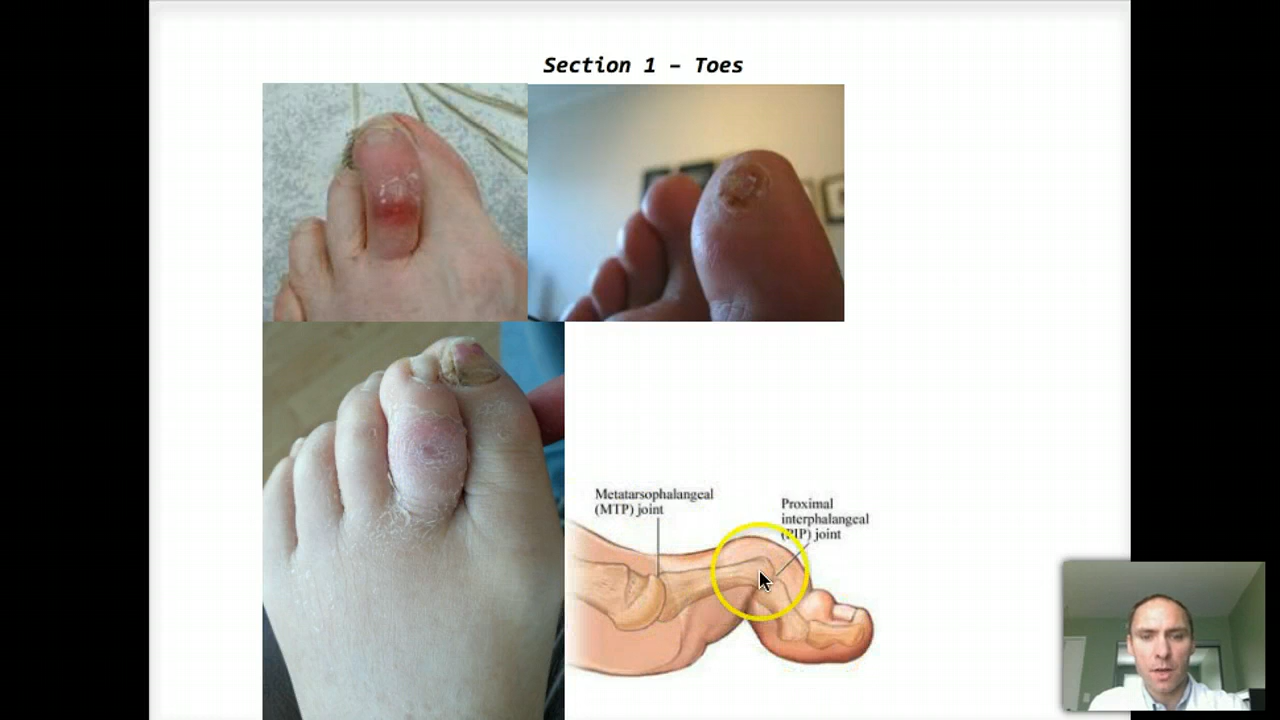 Section 1 – Toes
Metatarsophalangeal
(MTP) joint
Proximal
interphalangeal
(PIP) joint